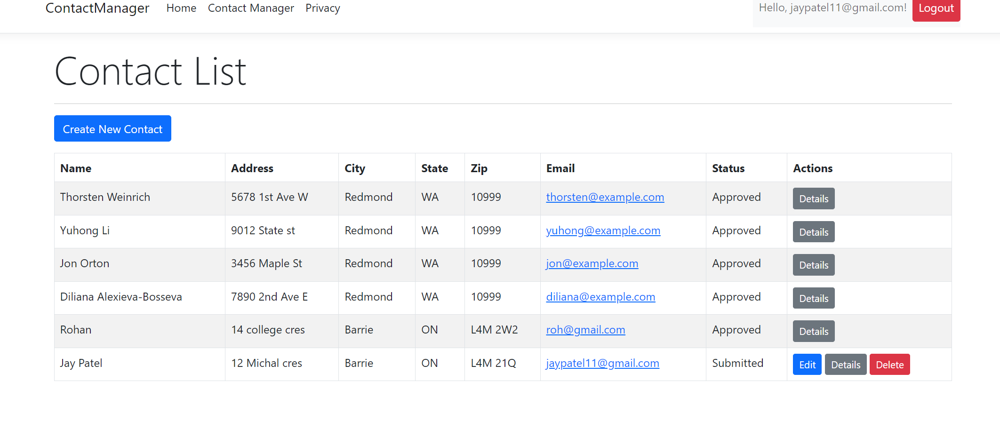 ContactManager Home Contact Manager Privacy Hello, jaypatel11@gmail.com! Logout
Contact List
Create New Contact
Name Address City State Zip Email Status Actions
Thorsten Weinrich 5678 1st Ave W Redmond WA 10999 thorsten@example.com Approved Details
Yuhong Li 9012 State st Redmond WA 10999 yuhong@example.com Approved Details
Jon Orton 3456 Maple St Redmond WA 10999 jon@example.com Approved Details
Diliana Alexieva-Bosseva 7890 2nd Ave E Redmond WA 10999 diliana@example.com Approved Details
Rohan 14 college cres Barrie ON L4M 2W2 roh@gmail.com Approved Details
Jay Patel 12 Michal cres Barrie ON L4M 21Q jaypatel11@gmail.com Submitted Edit Details Delete